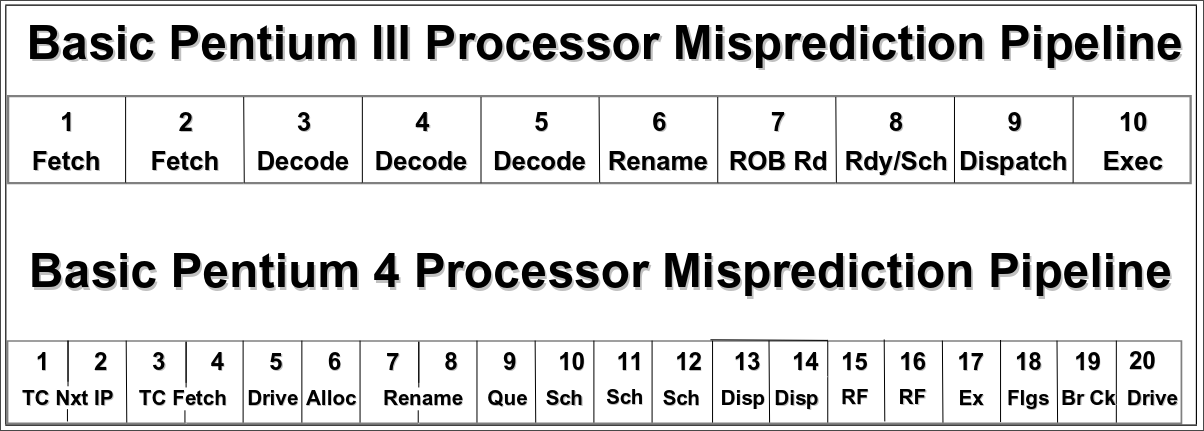 Basic Pentium III Processor Misprediction Pipeline
1 2 3 4 5 6 7 8 9 10
Fetch Fetch Decode Decode Decode Rename ROB Rd Rdy/Sch Dispatch Exec
Basic Pentium 4 Processor Misprediction Pipeline
1 2 3 4 5 6 7 8 9 10 11 12 13 14 15 16 17 18 19 20
TC Nxt IP TC Fetch Drive Alloc Rename Que Sch Sch Sch Disp Disp RF RF Ex Flgs Br Ck Drive